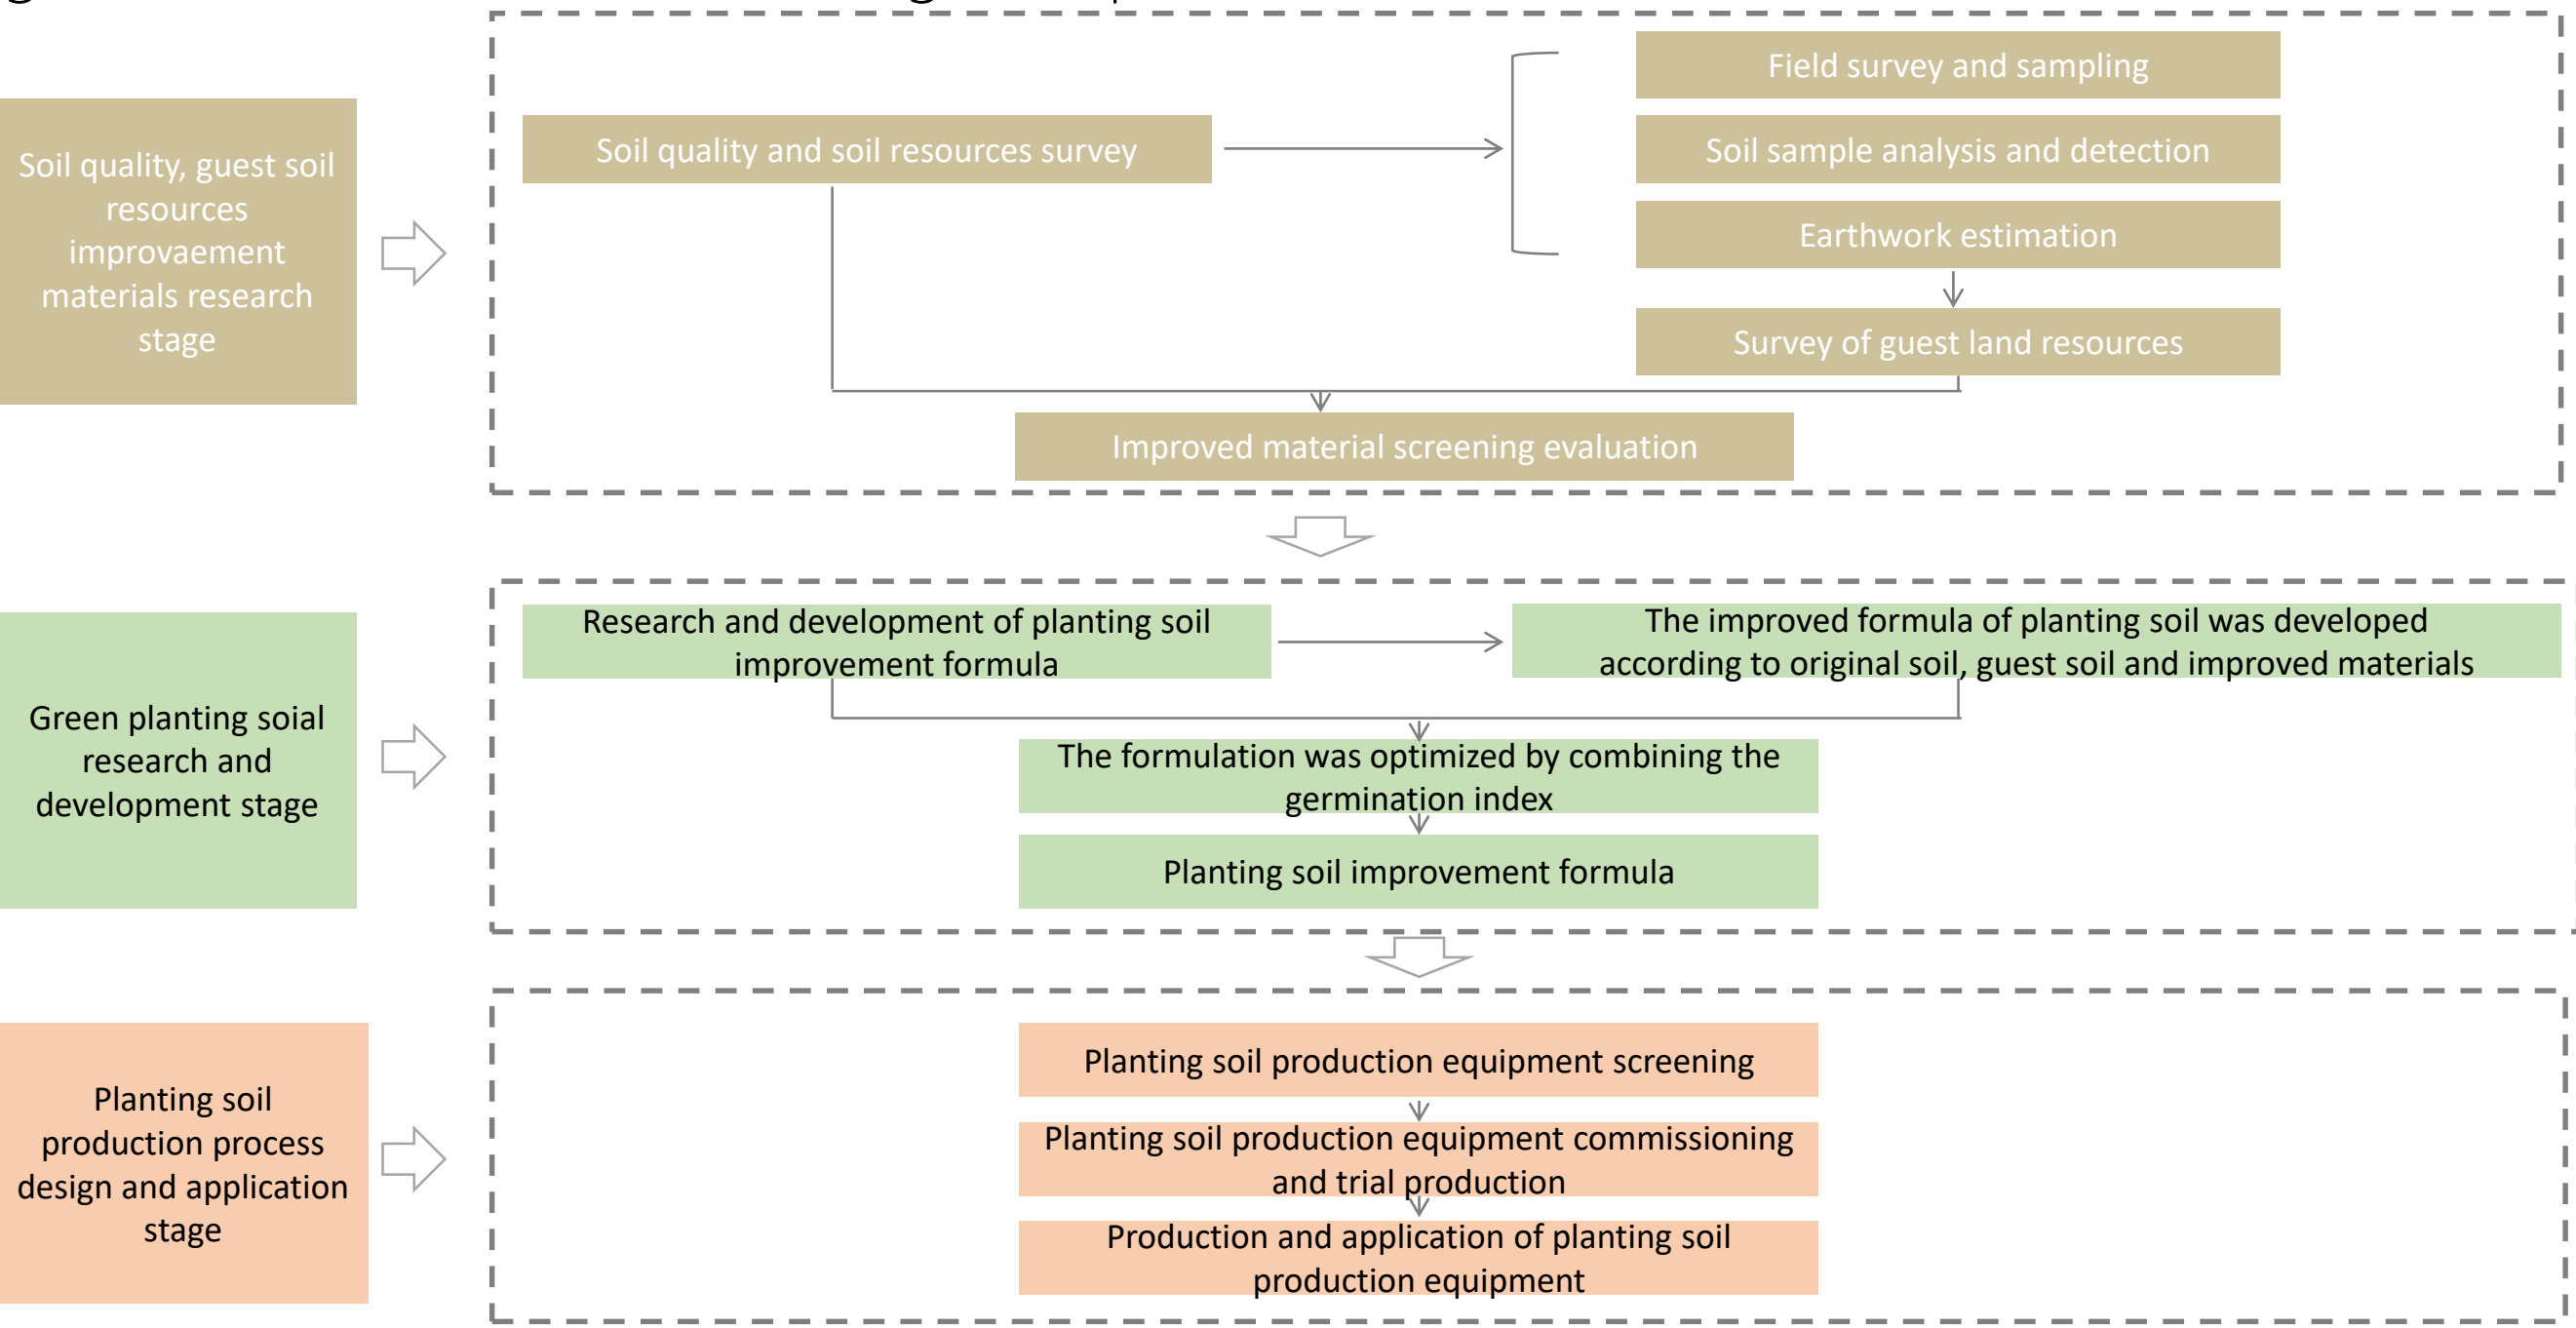 Soil quality, guest soil
resources
improvaement
materials research
stage
Soil quality and soil resources survey
Field survey and sampling
Soil sample analysis and detection
Earthwork estimation
Survey of guest land resources
Improved material screening evaluation
Green planting soial
research and
development stage
Research and development of planting soil
improvement formula
The improved formula of planting soil was developed
according to original soil, guest soil and improved materials
The formulation was optimized by combining the
germination index
Planting soil improvement formula
Planting soil
production process
design and application
stage
Planting soil production equipment screening
Planting soil production equipment commissioning
and trial production
Production and application of planting soil
production equipment